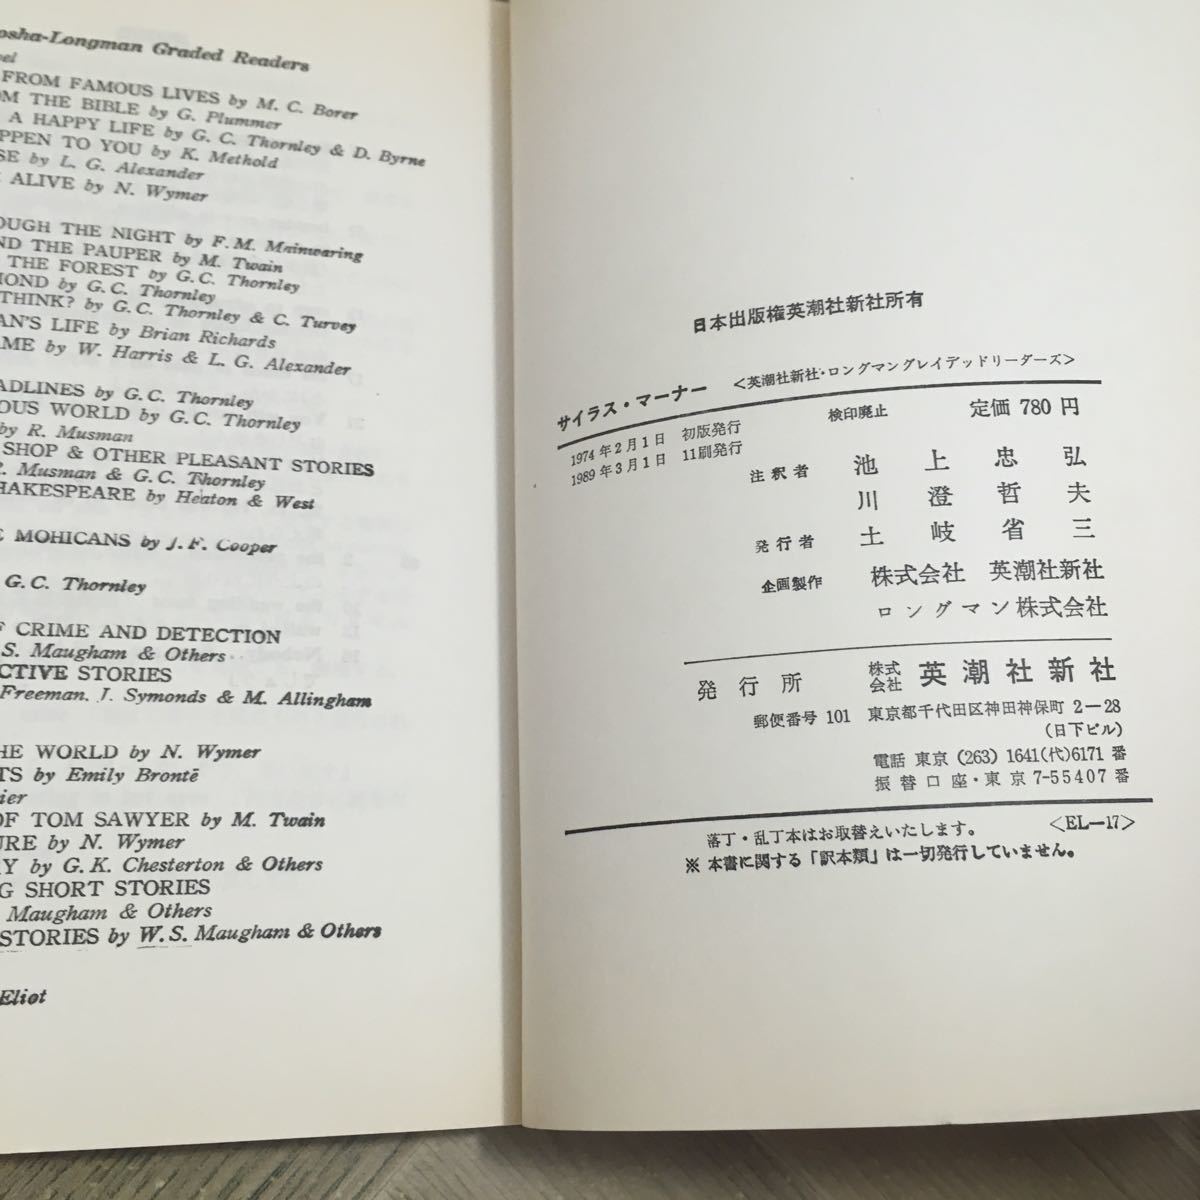 osha-Longman Graded Readers
FROM FAMOUS LIVES by M. C. Borer
OM THE BIBLE by G. Plummer
A HAPPY LIFE by G. C. Thornley & D. Byrne
PPEN TO YOU by K. Methold
SE by L. G. Alexander
ALIVE by N. Wymer
OUGH THE NIGHT by F. M. Mainwaring
ND THE PAUPER by M. Twain
THE FOREST by G. C. Thornley
MOND by G. C. Thornley
THINK? by G. C. Thornley & C. Turvey
AN'S LIFE by Brian Richards
AME by W. Harris & L. G. Alexander
EADLINES by G. C. Thornley
OUS WORLD by G. C. Thornley
by R. Musman
SHOP & OTHER PLEASANT STORIES
R. Musman & G. C. Thornley
HAKESPEARE by Heaton & West
E MOHICANS by J. F. Cooper
G. C. Thornley
F CRIME AND DETECTION
S. Maugham & Others
CTIVE STORIES
Freeman, J. Symonds & M. Allingham
HE WORLD by N. Wymer
TS by Emily Brontë
ier
OF TOM SAWYER by M. Twain
URE by N. Wymer
RY by G. K. Chesterton & Others
G SHORT STORIES
Maugham & Others
STORIES by W. S. Maugham & Others
Eliot
日本出版権英潮社新社所有
サイラス・マーナー <英潮社新社・ロングマングレイデッドリーダーズ>
1974年2月1日 初版発行 検印廃止 定価 780 円
1989年3月1日 11刷発行
注釈者 池上忠弘
川澄哲夫
発行者 土岐省三
企画製作 株式会社 英潮社新社
ロングマン株式会社
発行所 株式会社 英潮社新社
郵便番号 101 東京都千代田区神田神保町 2-28
(日下ビル)
電話 東京 (263) 1641(代)6171 番
振替口座・東京 7-55407 番
落丁・乱丁本はお取替えいたします。 <EL-17>
※ 本書に関する「訳本類」は一切発行していません。